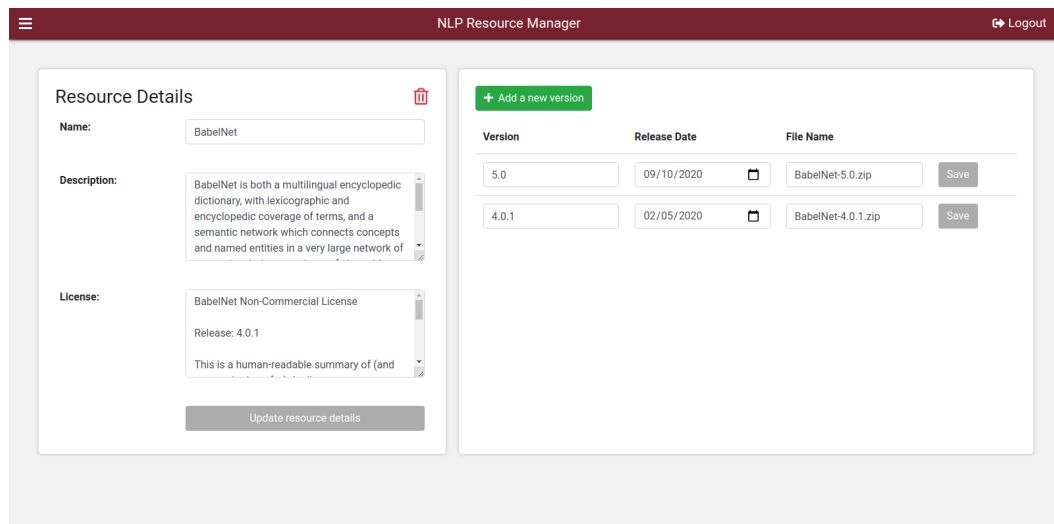 NLP Resource Manager
Logout
Resource Details
Name:
BabelNet
Description:
BabelNet is both a multilingual encyclopedic
dictionary, with lexicographic and
encyclopedic coverage of terms, and a
semantic network which connects concepts
and named entities in a very large network of
License:
BabelNet Non-Commercial License
Release: 4.0.1
This is a human-readable summary of (and
Update resource details
+ Add a new version
Version Release Date File Name
5.0 09/10/2020 BabelNet-5.0.zip Save
4.0.1 02/05/2020 BabelNet-4.0.1.zip Save